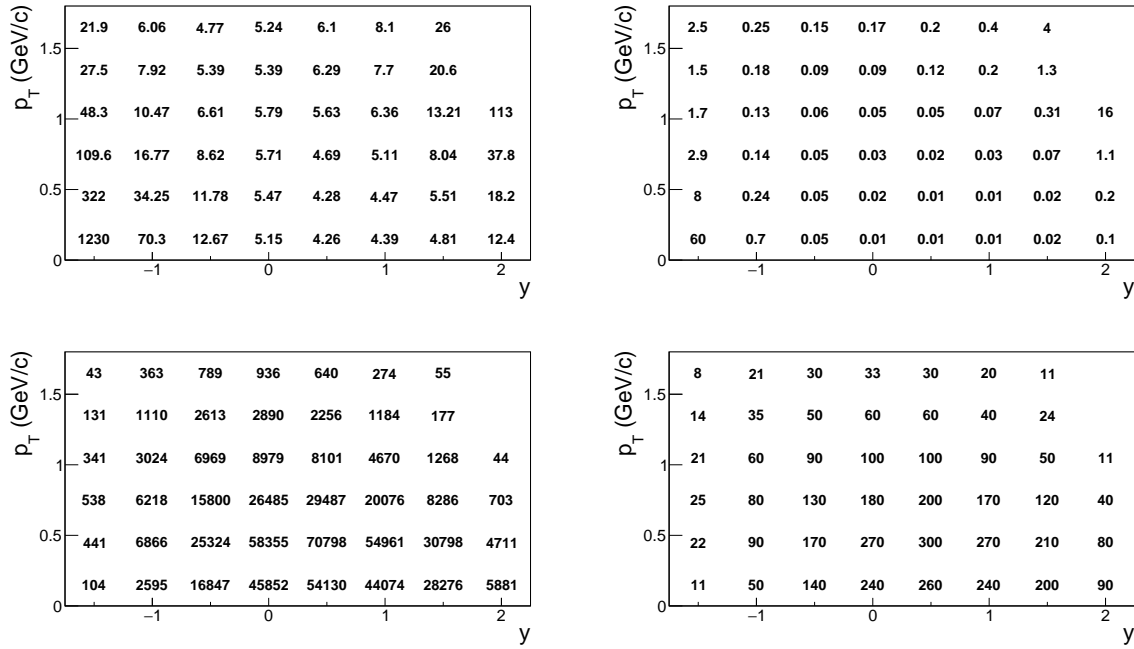 21.9 6.06 4.77 5.24 6.1 8.1 26
1.5
27.5 7.92 5.39 5.39 6.29 7.7 20.6
1
48.3 10.47 6.61 5.79 5.63 6.36 13.21 113
109.6 16.77 8.62 5.71 4.69 5.11 8.04 37.8
0.5
322 34.25 11.78 5.47 4.28 4.47 5.51 18.2
1230 70.3 12.67 5.15 4.26 4.39 4.81 12.4
0
−1 0 1 2
y
p_T (GeV/c)
2.5 0.25 0.15 0.17 0.2 0.4 4
1.5
1.5 0.18 0.09 0.09 0.12 0.2 1.3
1
1.7 0.13 0.06 0.05 0.05 0.07 0.31 16
2.9 0.14 0.05 0.03 0.02 0.03 0.07 1.1
0.5
8 0.24 0.05 0.02 0.01 0.01 0.02 0.2
60 0.7 0.05 0.01 0.01 0.01 0.02 0.1
0
−1 0 1 2
y
p_T (GeV/c)
43 363 789 936 640 274 55
1.5
131 1110 2613 2890 2256 1184 177
1
341 3024 6969 8979 8101 4670 1268 44
538 6218 15800 26485 29487 20076 8286 703
0.5
441 6866 25324 58355 70798 54961 30798 4711
104 2595 16847 45852 54130 44074 28276 5881
0
−1 0 1 2
y
p_T (GeV/c)
8 21 30 33 30 20 11
1.5
14 35 50 60 60 40 24
1
21 60 90 100 100 90 50 11
25 80 130 180 200 170 120 40
0.5
22 90 170 270 300 270 210 80
11 50 140 240 260 240 200 90
0
−1 0 1 2
y
p_T (GeV/c)